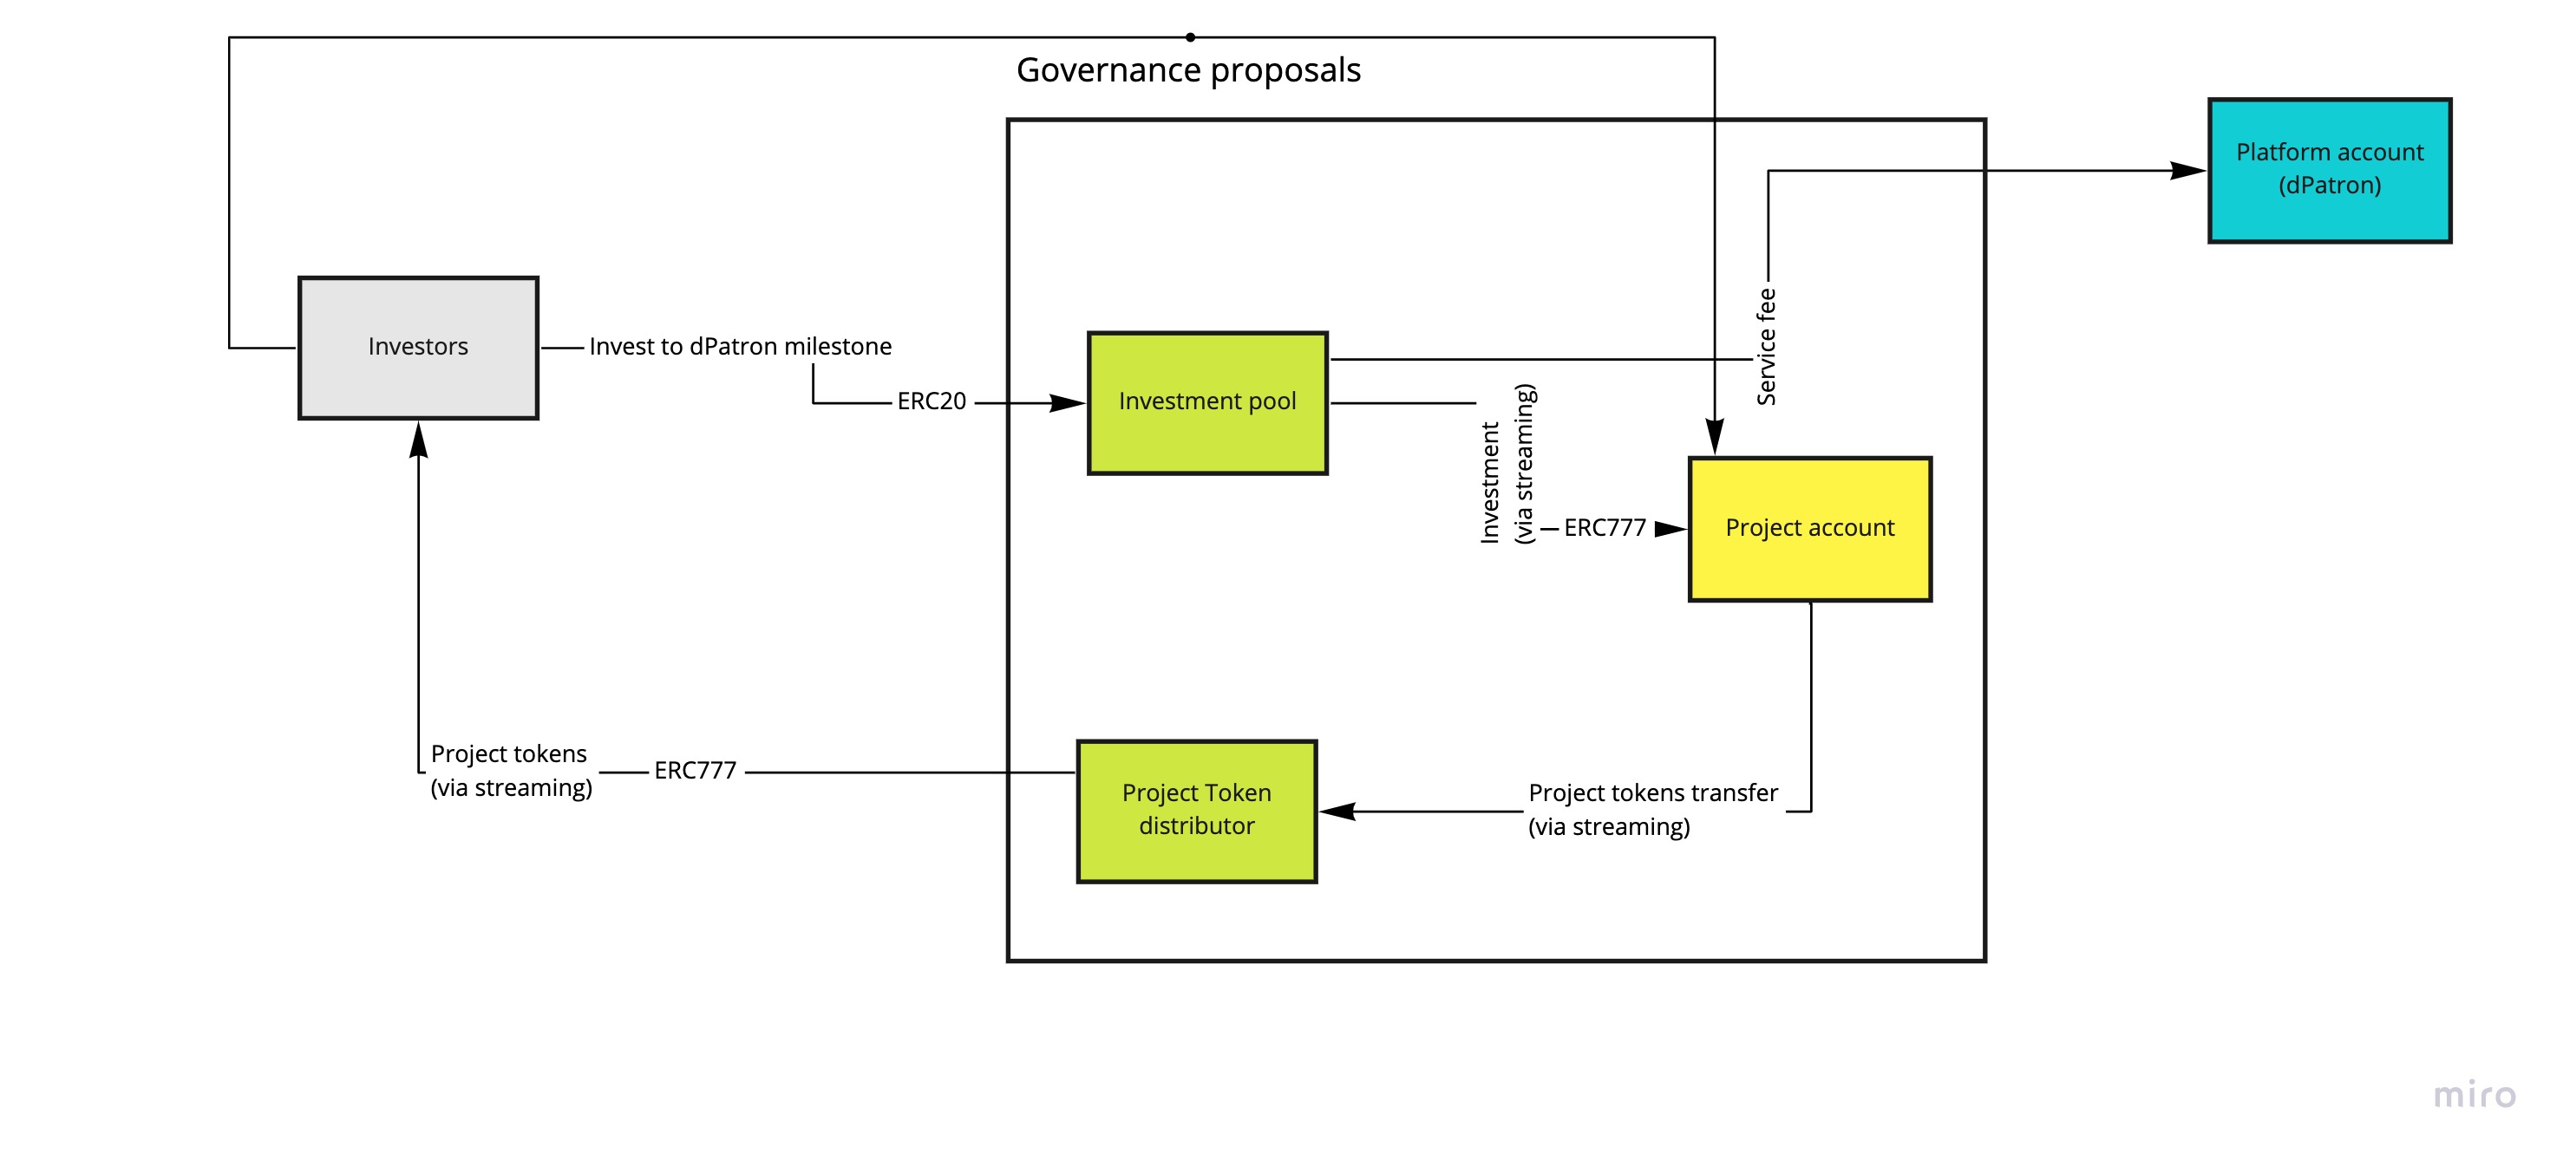 Governance proposals
Platform account
(dPatron)
Service fee
Investors
Invest to dPatron milestone
ERC20
Investment pool
Investment
(via streaming)
ERC777
Project account
Project tokens
(via streaming)
ERC777
Project Token
distributor
Project tokens transfer
(via streaming)
miro